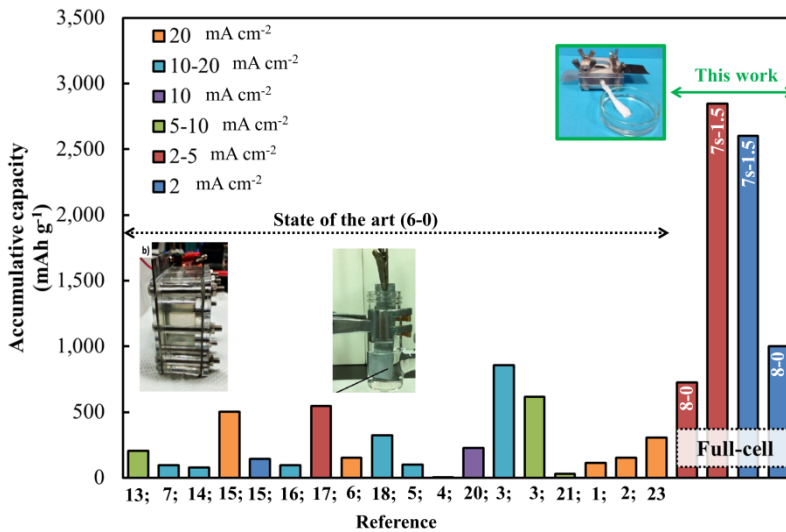 3,500
3,000
2,500
2,000
1,500
1,000
500
0
Accumulative capacity
(mAh g⁻¹)
20 mA cm⁻²
10-20 mA cm⁻²
10 mA cm⁻²
5-10 mA cm⁻²
2-5 mA cm⁻²
2 mA cm⁻²
This work
State of the art (6-0)
b)
8-0
7s-1.5
7s-1.5
8-0
Full-cell
13; 7; 14; 15; 15; 16; 17; 6; 18; 5; 4; 20; 3; 3; 21; 1; 2; 23
Reference